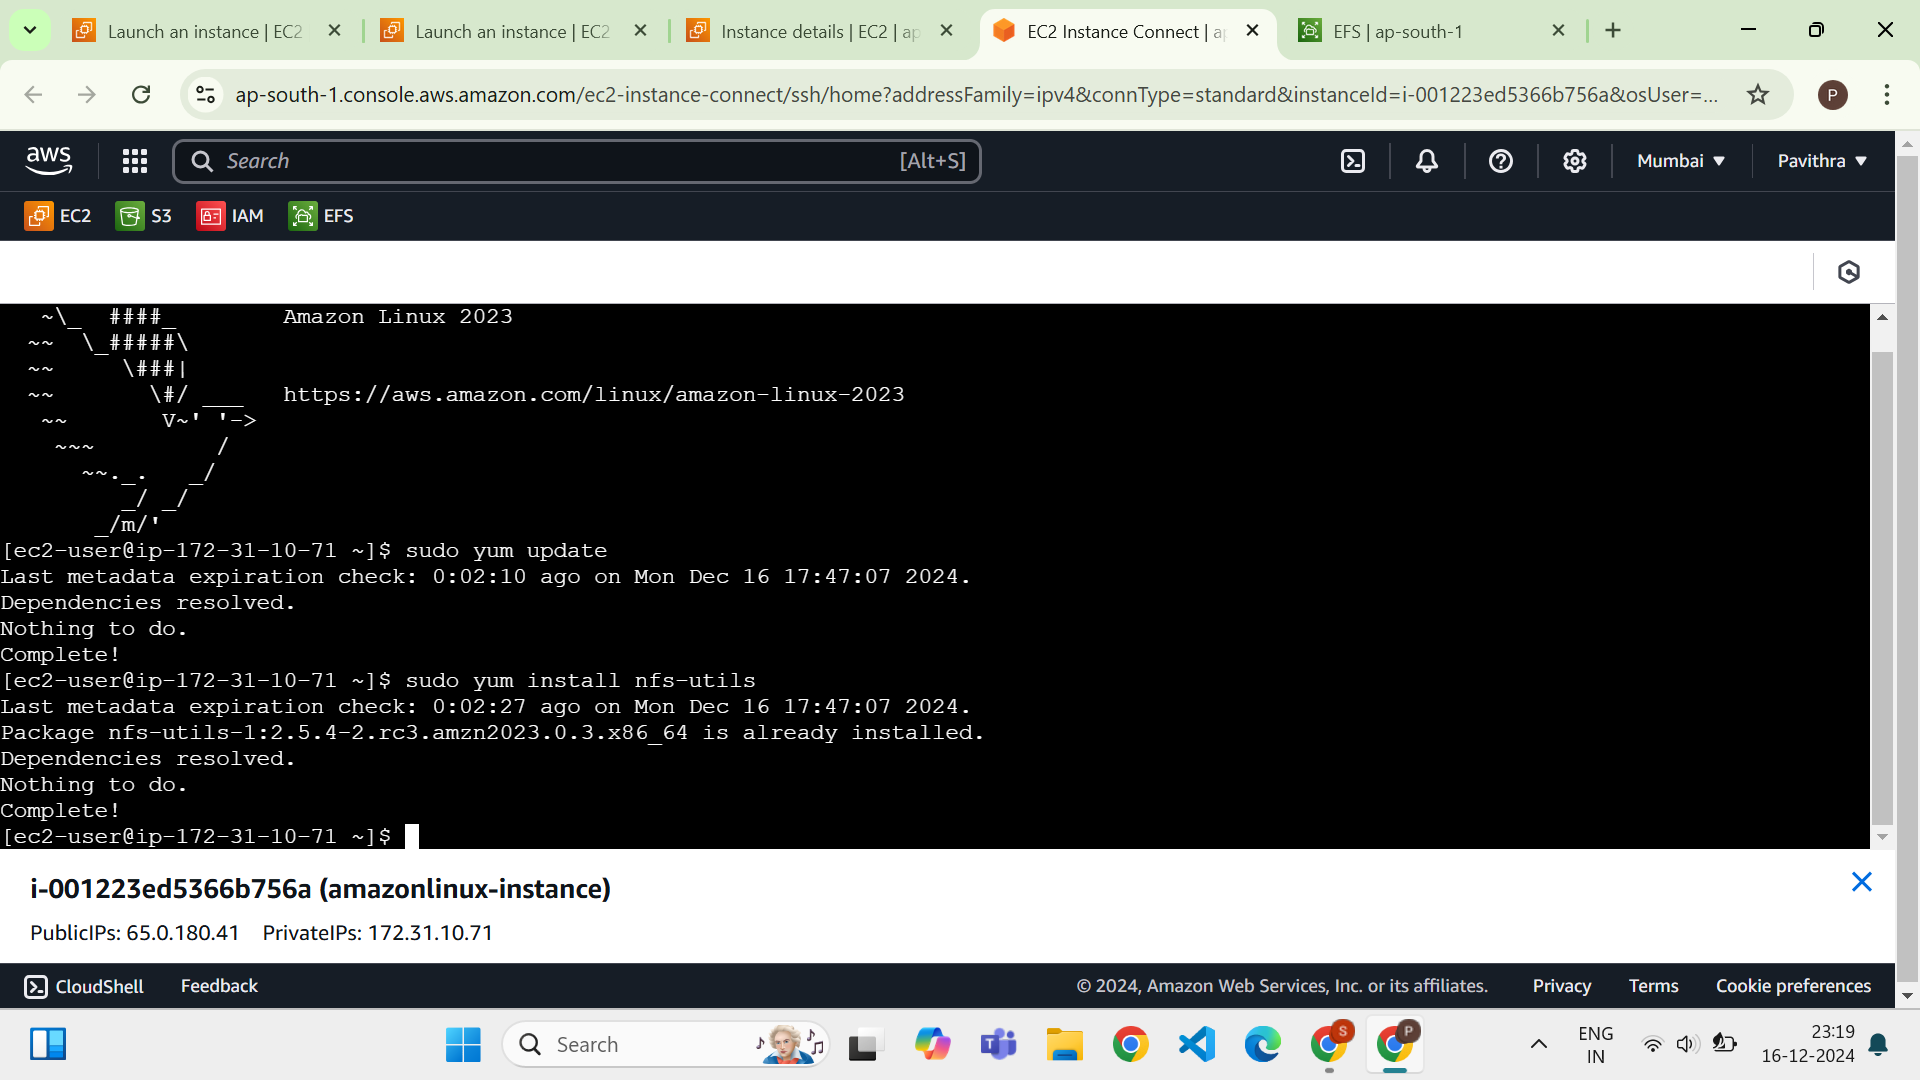 Launch an instance | EC2
Launch an instance | EC2
Instance details | EC2 | ap
EC2 Instance Connect | ap
EFS | ap-south-1
ap-south-1.console.aws.amazon.com/ec2-instance-connect/ssh/home?addressFamily=ipv4&connType=standard&instanceId=i-001223ed5366b756a&osUser=...
P
aws
Search
[Alt+S]
Mumbai ▼
Pavithra ▼
EC2
S3
IAM
EFS
   ~\_  ####_        Amazon Linux 2023
  ~~  \_#####\
  ~~     \###|
  ~~       \#/ ___   https://aws.amazon.com/linux/amazon-linux-2023
   ~~       V~' '->
    ~~~         /
      ~~._.   _/
         _/ _/
       _/m/'
[ec2-user@ip-172-31-10-71 ~]$ sudo yum update
Last metadata expiration check: 0:02:10 ago on Mon Dec 16 17:47:07 2024.
Dependencies resolved.
Nothing to do.
Complete!
[ec2-user@ip-172-31-10-71 ~]$ sudo yum install nfs-utils
Last metadata expiration check: 0:02:27 ago on Mon Dec 16 17:47:07 2024.
Package nfs-utils-1:2.5.4-2.rc3.amzn2023.0.3.x86_64 is already installed.
Dependencies resolved.
Nothing to do.
Complete!
[ec2-user@ip-172-31-10-71 ~]$
i-001223ed5366b756a (amazonlinux-instance)
PublicIPs: 65.0.180.41 PrivateIPs: 172.31.10.71
CloudShell
Feedback
© 2024, Amazon Web Services, Inc. or its affiliates.
Privacy
Terms
Cookie preferences
Search
T
S
P
ENG
IN
23:19
16-12-2024